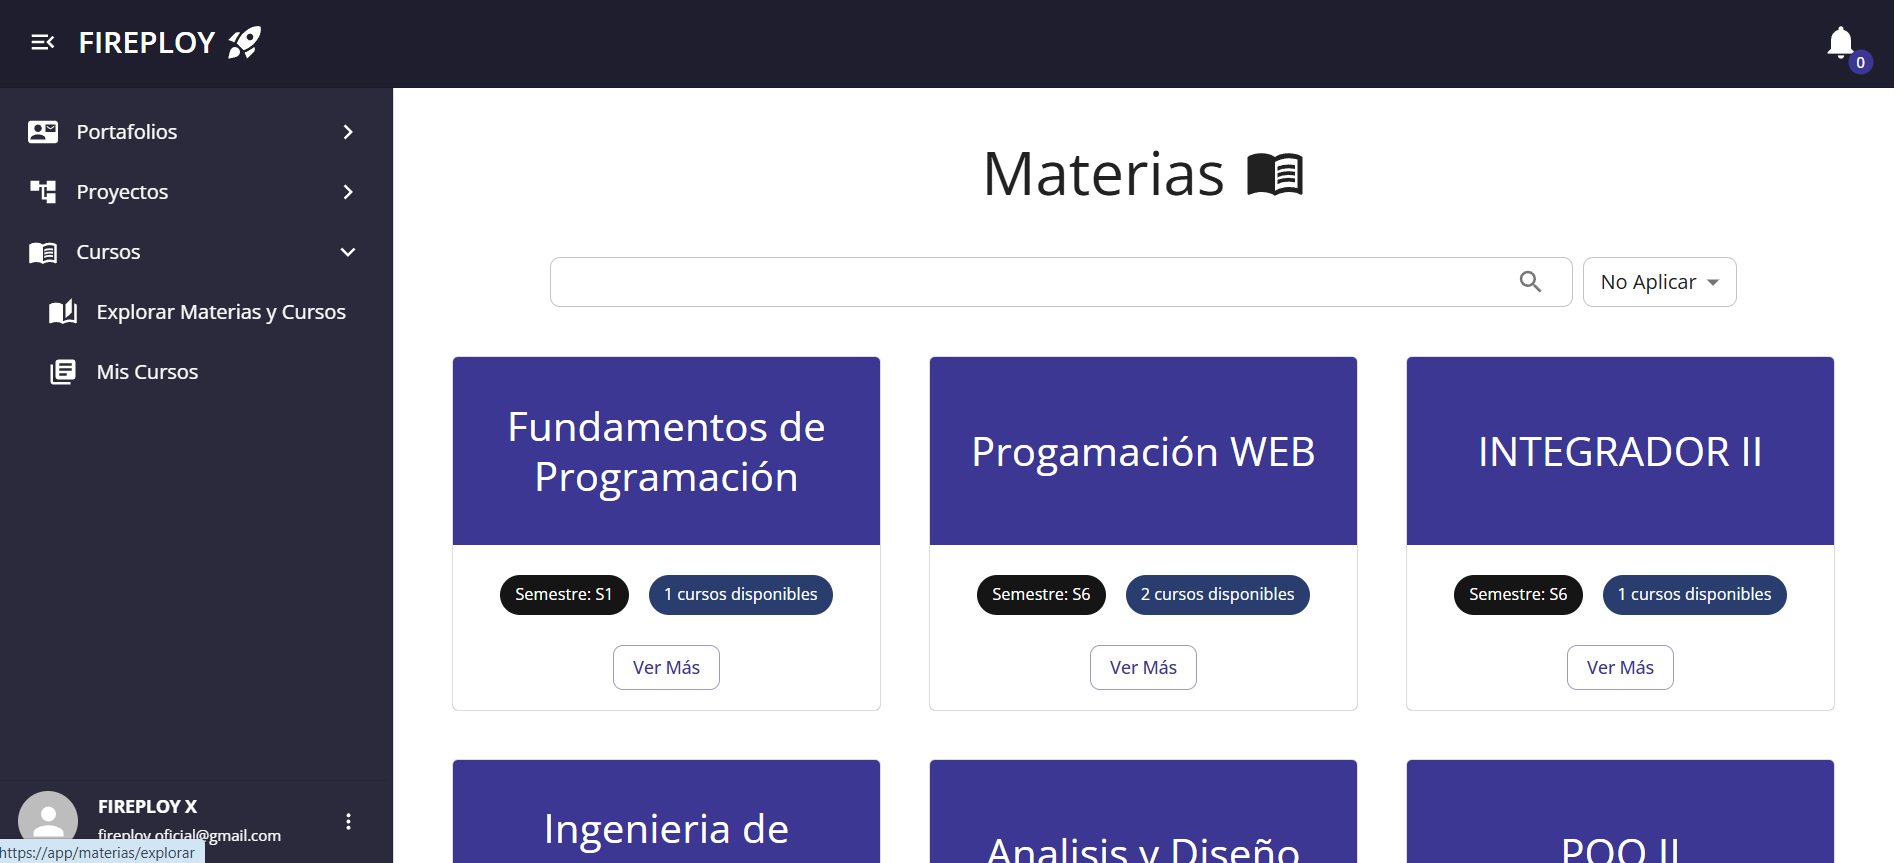 FIREPLOY
0
Portafolios
Proyectos
Cursos
Explorar Materias y Cursos
Mis Cursos
FIREPLOY X
fireploy.oficial@gmail.com
https://app/materias/explorar
Materias
No Aplicar
Fundamentos de
Programación
Semestre: S1
1 cursos disponibles
Ver Más
Progamación WEB
Semestre: S6
2 cursos disponibles
Ver Más
INTEGRADOR II
Semestre: S6
1 cursos disponibles
Ver Más
Ingenieria de
Analisis y Diseño
POO II